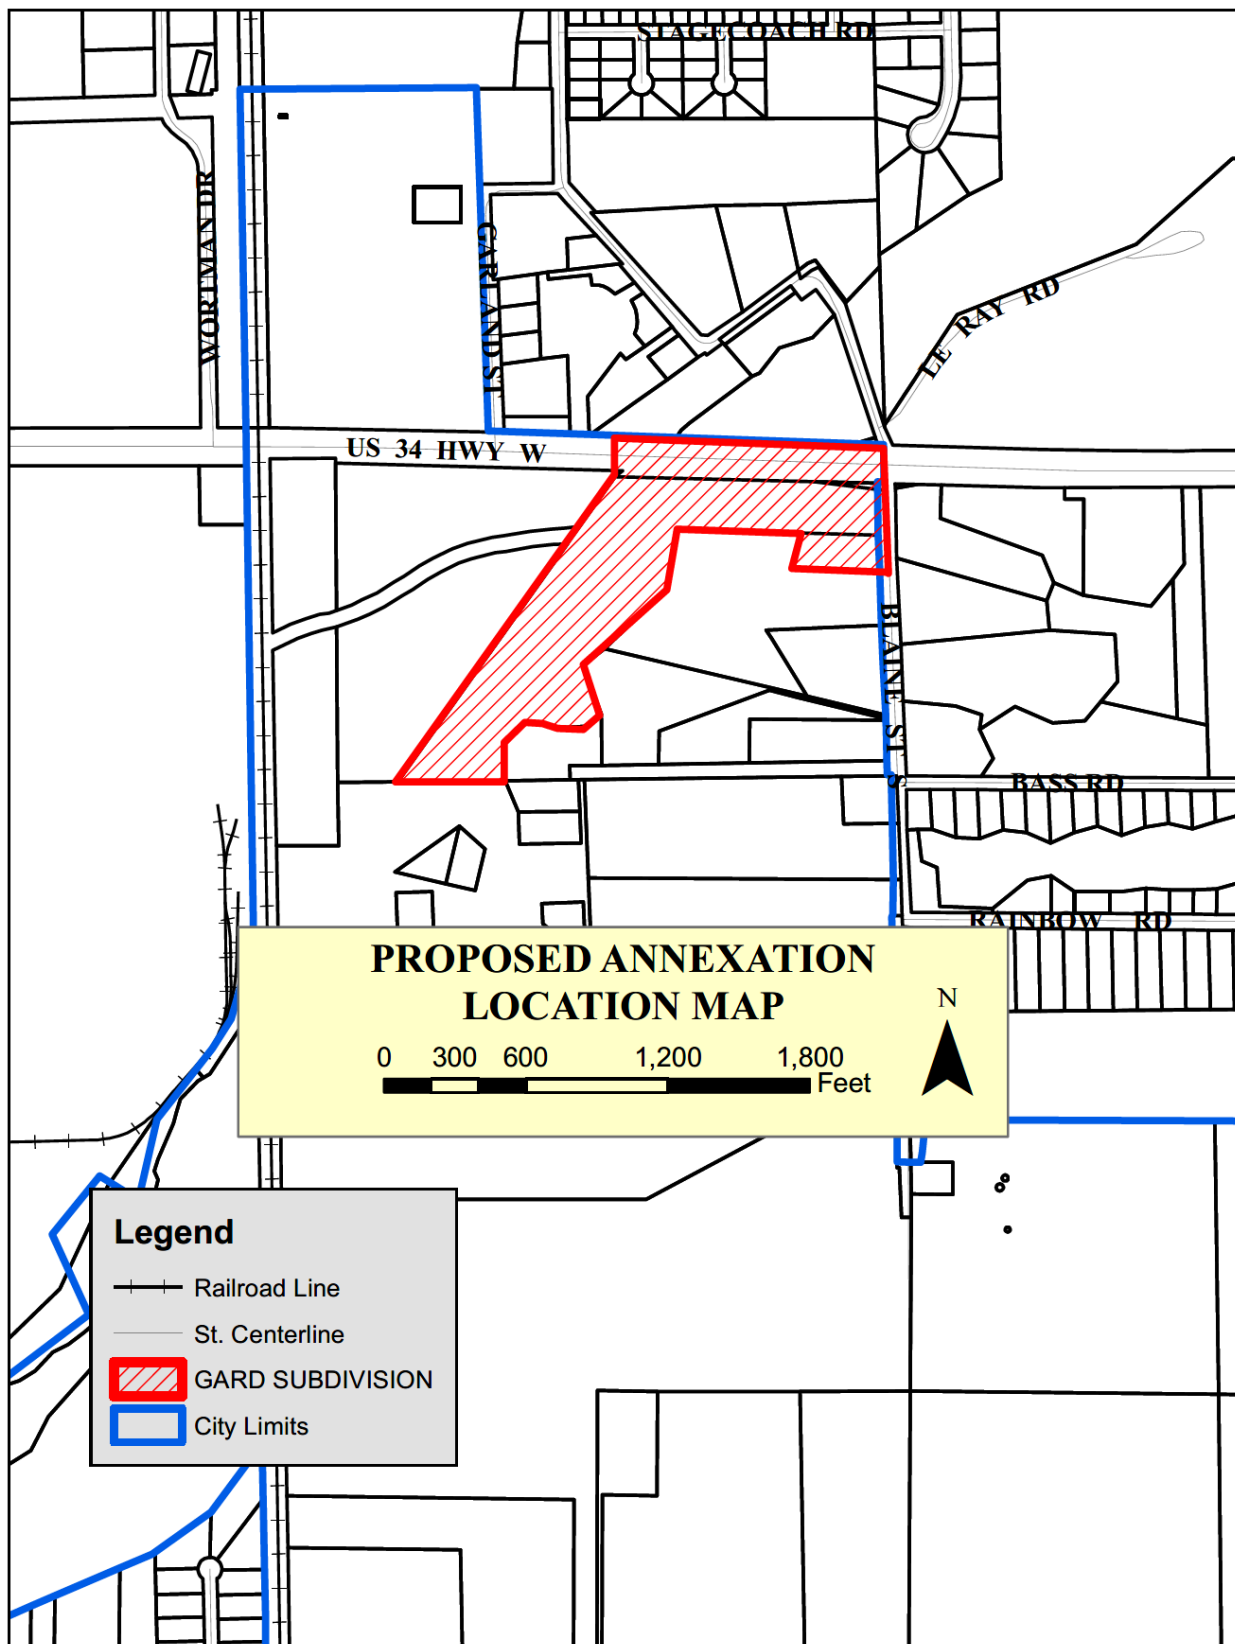 STAGECOACH RD
WORTMAN DR
GARLAND ST
LE RAY RD
US 34 HWY W
BLAINE ST S
BASS RD
RAINBOW RD
PROPOSED ANNEXATION
LOCATION MAP
N
0 300 600 1,200 1,800
Feet
Legend
Railroad Line
St. Centerline
GARD SUBDIVISION
City Limits